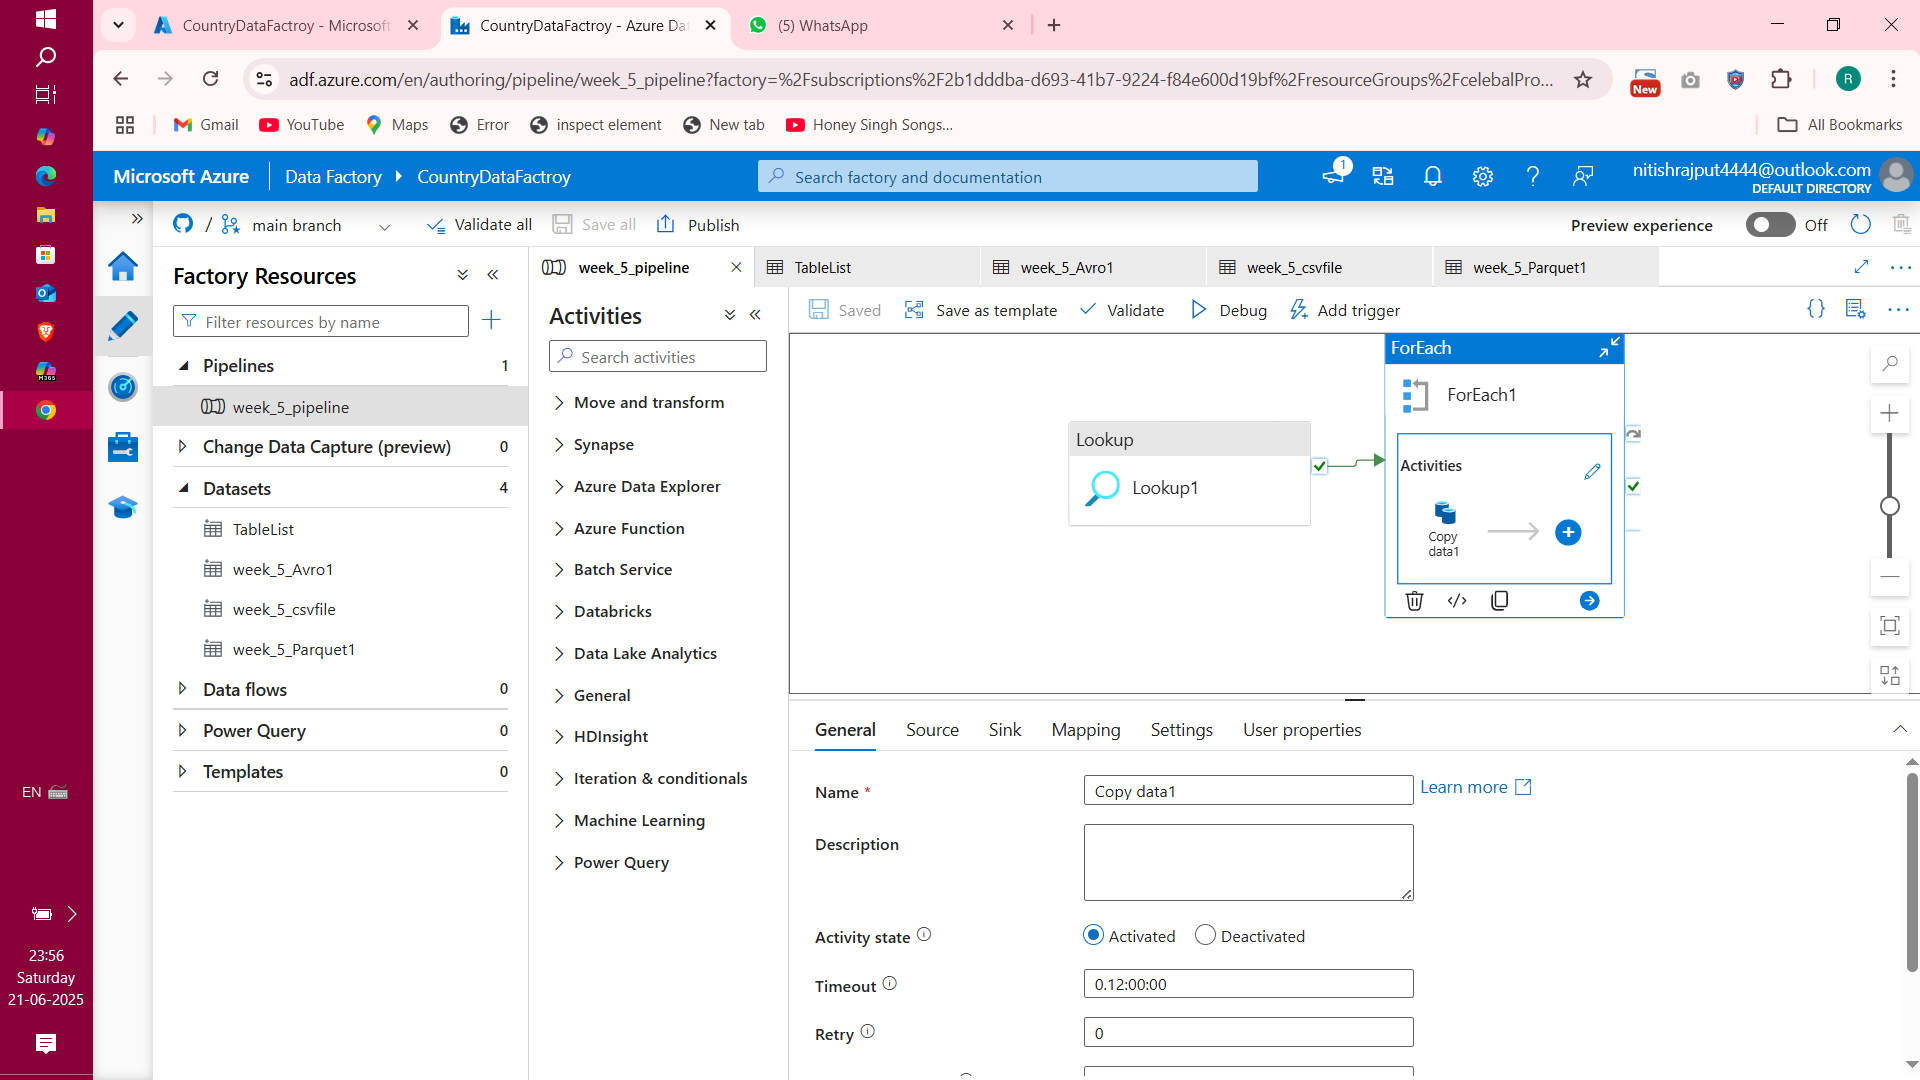 CountryDataFactroy - Microsoft
CountryDataFactroy - Azure Dat
(5) WhatsApp
adf.azure.com/en/authoring/pipeline/week_5_pipeline?factory=%2Fsubscriptions%2F2b1dddba-d693-41b7-9224-f84e600d19bf%2FresourceGroups%2FcelebalPro...
New
R
Gmail
YouTube
Maps
Error
inspect element
New tab
Honey Singh Songs...
All Bookmarks
Microsoft Azure
Data Factory
CountryDataFactroy
Search factory and documentation
1
nitishrajput4444@outlook.com
DEFAULT DIRECTORY
/
main branch
Validate all
Save all
Publish
Preview experience
Off
Factory Resources
Filter resources by name
Pipelines 1
week_5_pipeline
Change Data Capture (preview) 0
Datasets 4
TableList
week_5_Avro1
week_5_csvfile
week_5_Parquet1
Data flows 0
Power Query 0
Templates 0
week_5_pipeline
TableList
week_5_Avro1
week_5_csvfile
week_5_Parquet1
Activities
Search activities
Move and transform
Synapse
Azure Data Explorer
Azure Function
Batch Service
Databricks
Data Lake Analytics
General
HDInsight
Iteration & conditionals
Machine Learning
Power Query
Saved
Save as template
Validate
Debug
Add trigger
Lookup
Lookup1
ForEach
ForEach1
Activities
Copy
data1
General
Source
Sink
Mapping
Settings
User properties
Name *
Copy data1
Learn more
Description
Activity state
Activated
Deactivated
Timeout
0.12:00:00
Retry
0
M365
EN
23:56
Saturday
21-06-2025